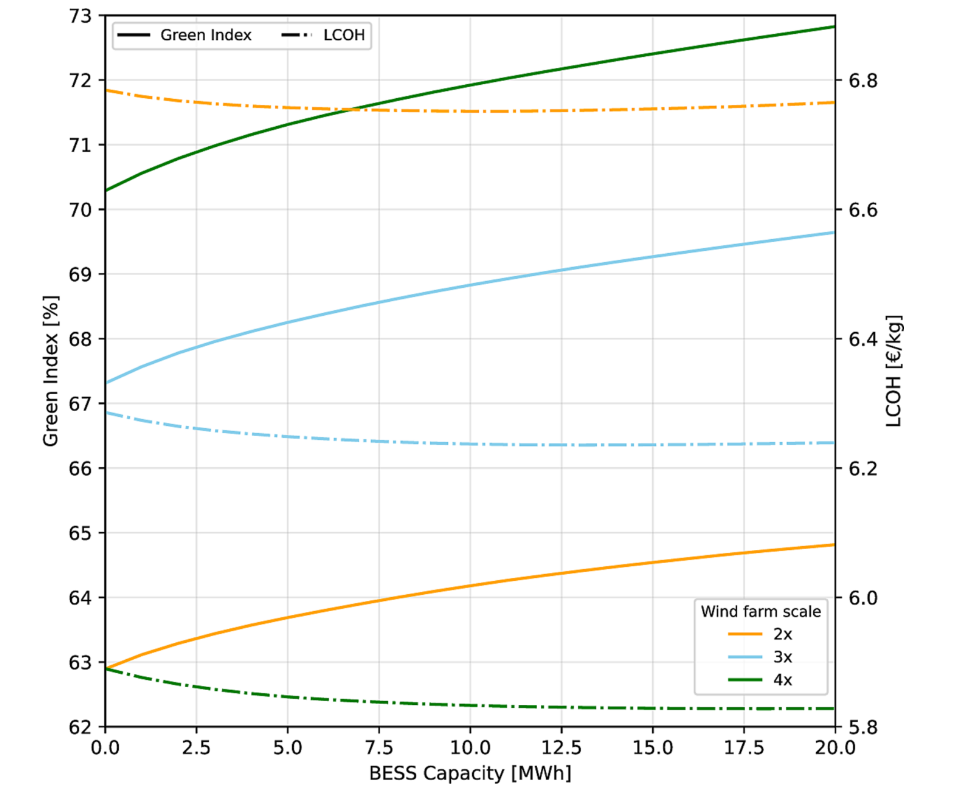 Green Index LCOH
73
72
71
70
69
68
67
66
65
64
63
62
Green Index [%]
6.8
6.6
6.4
6.2
6.0
5.8
LCOH [€/kg]
Wind farm scale
2x
3x
4x
0.0 2.5 5.0 7.5 10.0 12.5 15.0 17.5 20.0
BESS Capacity [MWh]